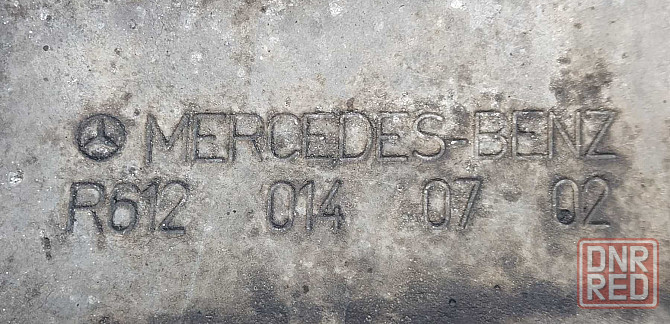 MERCEDES-BENZ
R612 014 07 02
DNR
RED